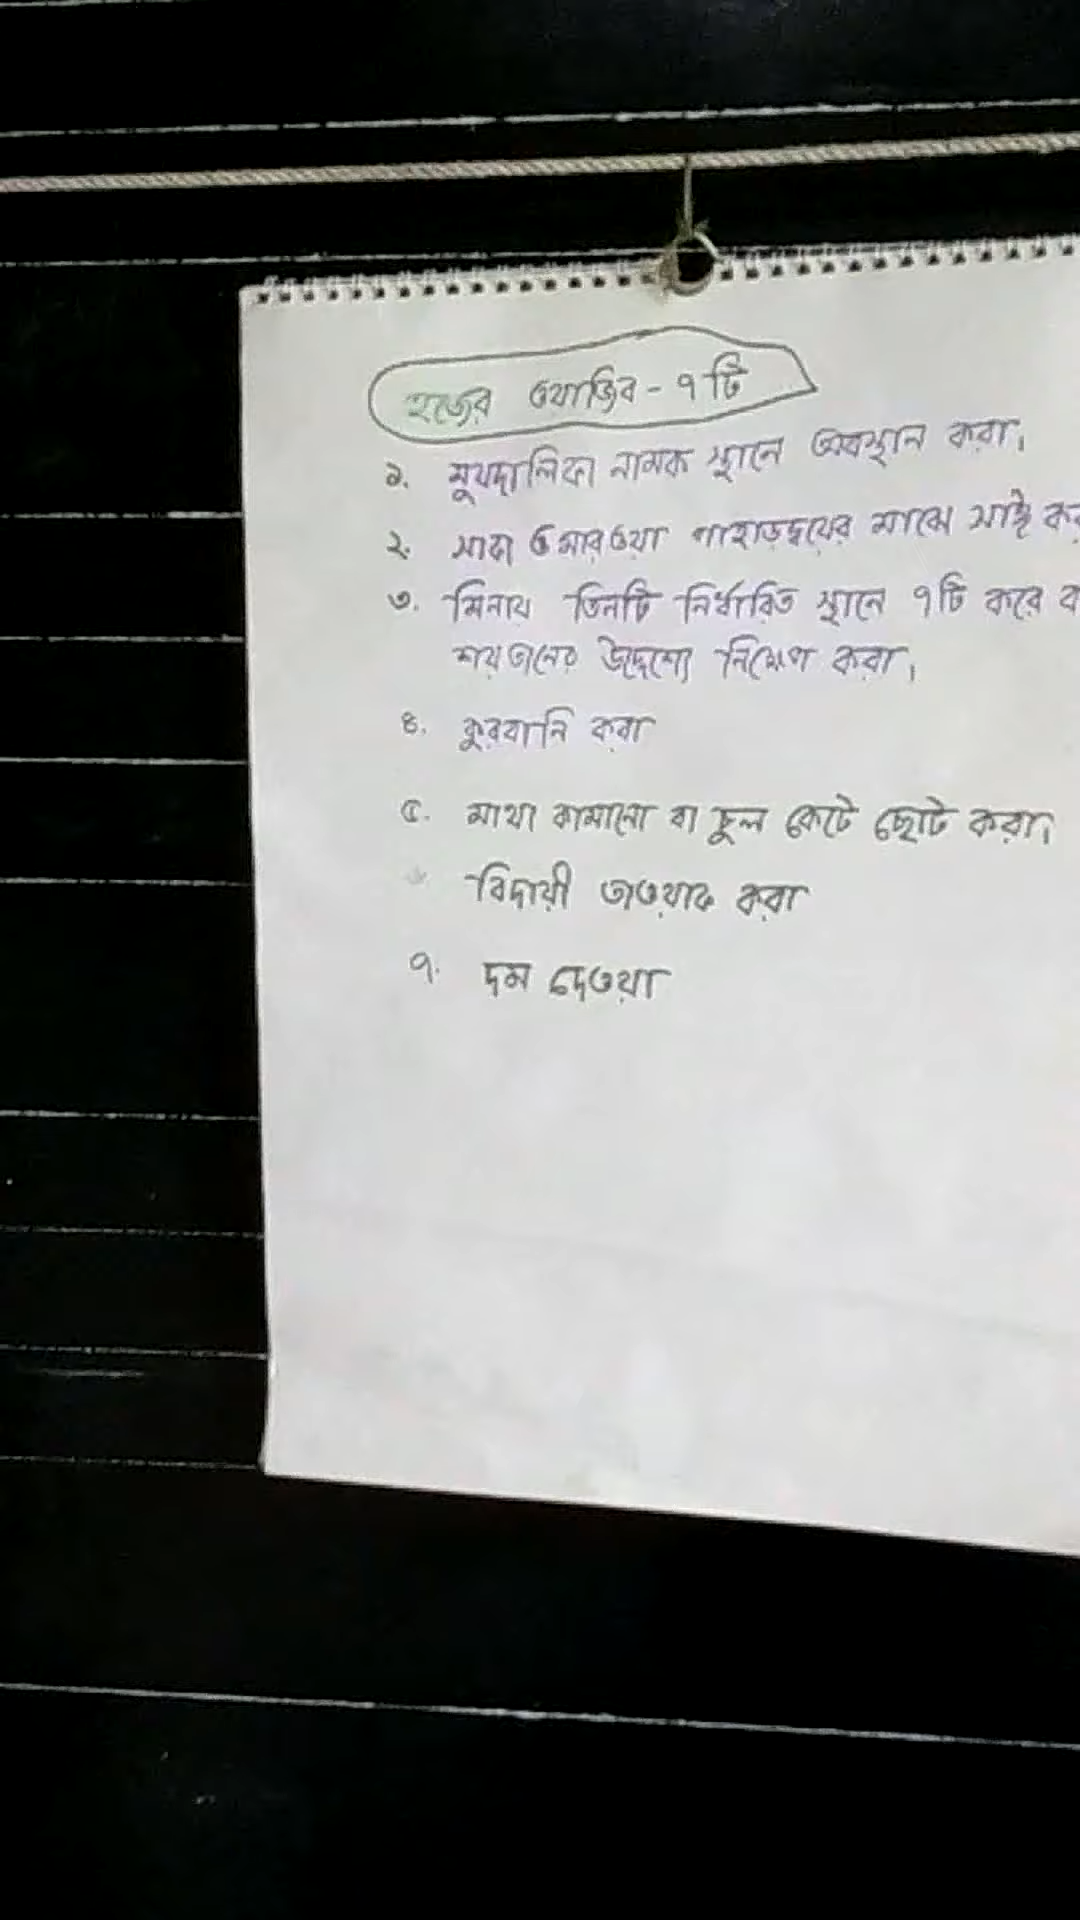 হজের ওয়াজিব - ৭টি
১. মুযদালিফা নামক স্থানে অবস্থান করা।
২. সাফা ও মারওয়া পাহাড়দ্বয়ের মাঝে সাঈ কর
৩. মিনায় তিনটি নির্ধারিত স্থানে ৭টি করে
শয়তানের উদ্দেশ্যে নিক্ষেপ করা।
৪. কুরবানি করা
৫. মাথা কামানো বা চুল কেটে ছোট করা।
বিদায়ী তাওয়াফ করা
৭. দম দেওয়া